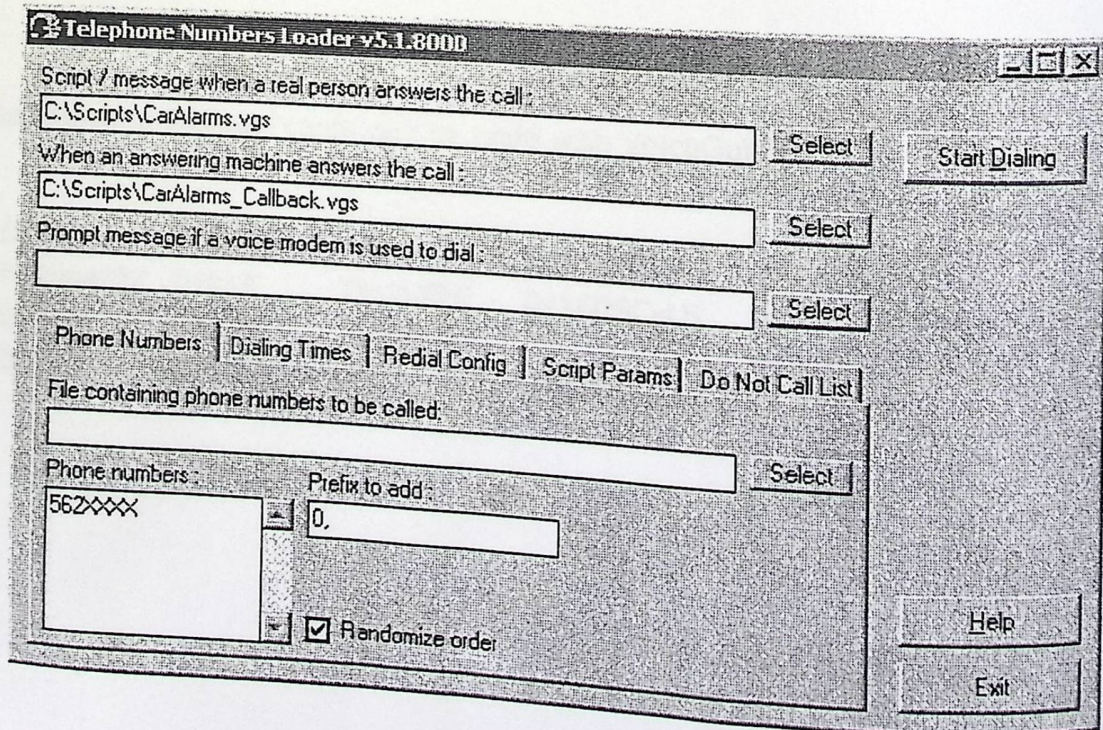 Telephone Numbers Loader v5.1.800D
Script / message when a real person answers the call :
C:\Scripts\CarAlarms.vgs
Select
Start Dialing
When an answering machine answers the call :
C:\Scripts\CarAlarms_Callback.vgs
Select
Prompt message if a voice modem is used to dial :
Select
Phone Numbers
Dialing Times
Redial Config
Script Params
Do Not Call List
File containing phone numbers to be called:
Select
Phone numbers :
562XXXX
Prefix to add :
0,
Randomize order
Help
Exit